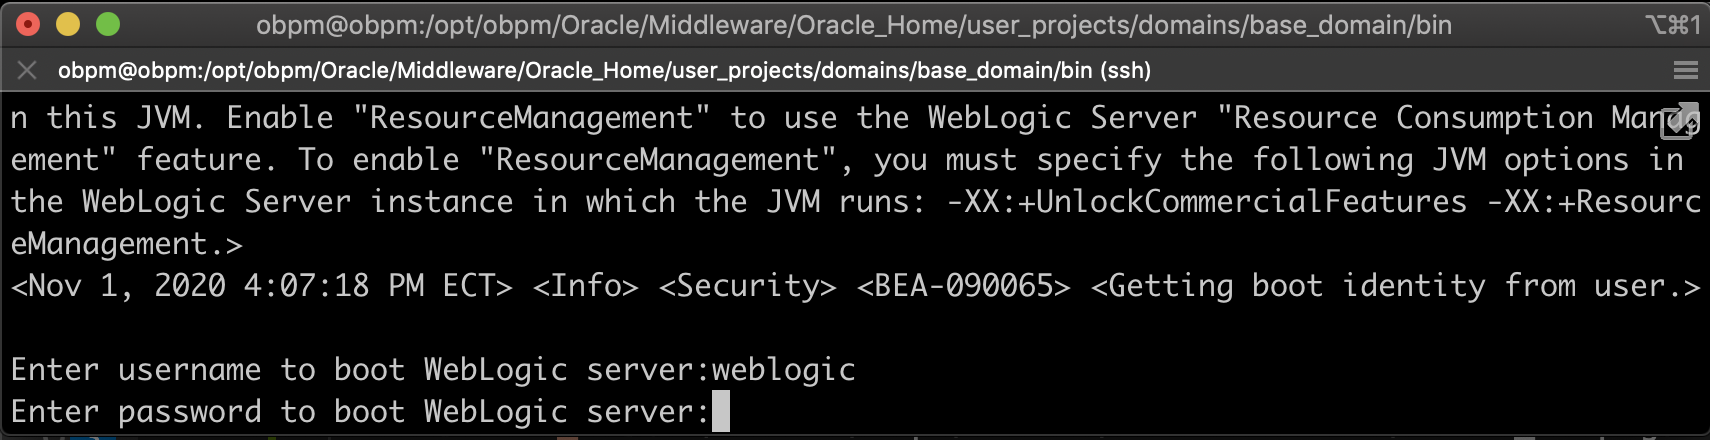 obpm@obpm:/opt/obpm/Oracle/Middleware/Oracle_Home/user_projects/domains/base_domain/bin ⌥⌘1
obpm@obpm:/opt/obpm/Oracle/Middleware/Oracle_Home/user_projects/domains/base_domain/bin (ssh)
n this JVM. Enable "ResourceManagement" to use the WebLogic Server "Resource Consumption Manag
ement" feature. To enable "ResourceManagement", you must specify the following JVM options in
the WebLogic Server instance in which the JVM runs: -XX:+UnlockCommercialFeatures -XX:+Resourc
eManagement.>
<Nov 1, 2020 4:07:18 PM ECT> <Info> <Security> <BEA-090065> <Getting boot identity from user.>
Enter username to boot WebLogic server:weblogic
Enter password to boot WebLogic server: